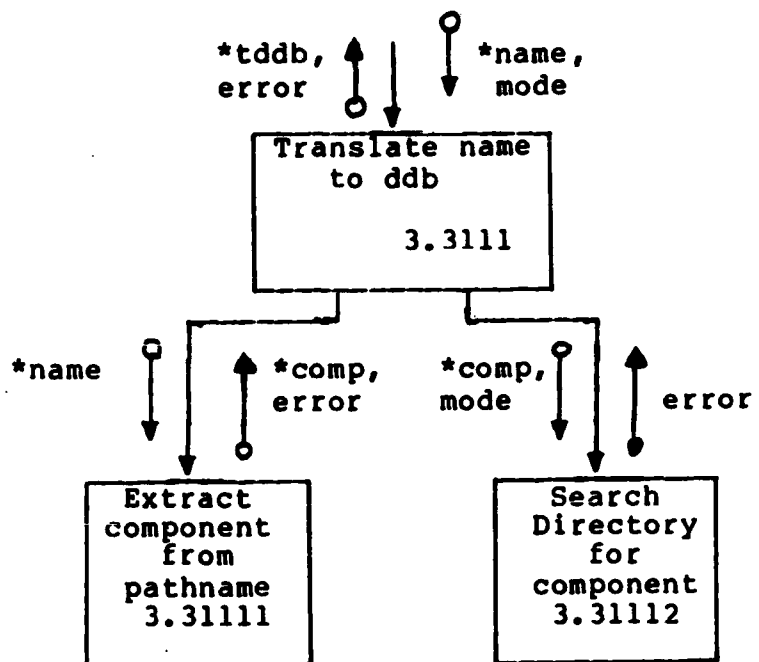 *tddb,
error
*name,
mode
Translate name
to ddb
3.3111
*name
*comp,
error
*comp,
mode
error
Extract
component
from
pathname
3.31111
Search
Directory
for
component
3.31112